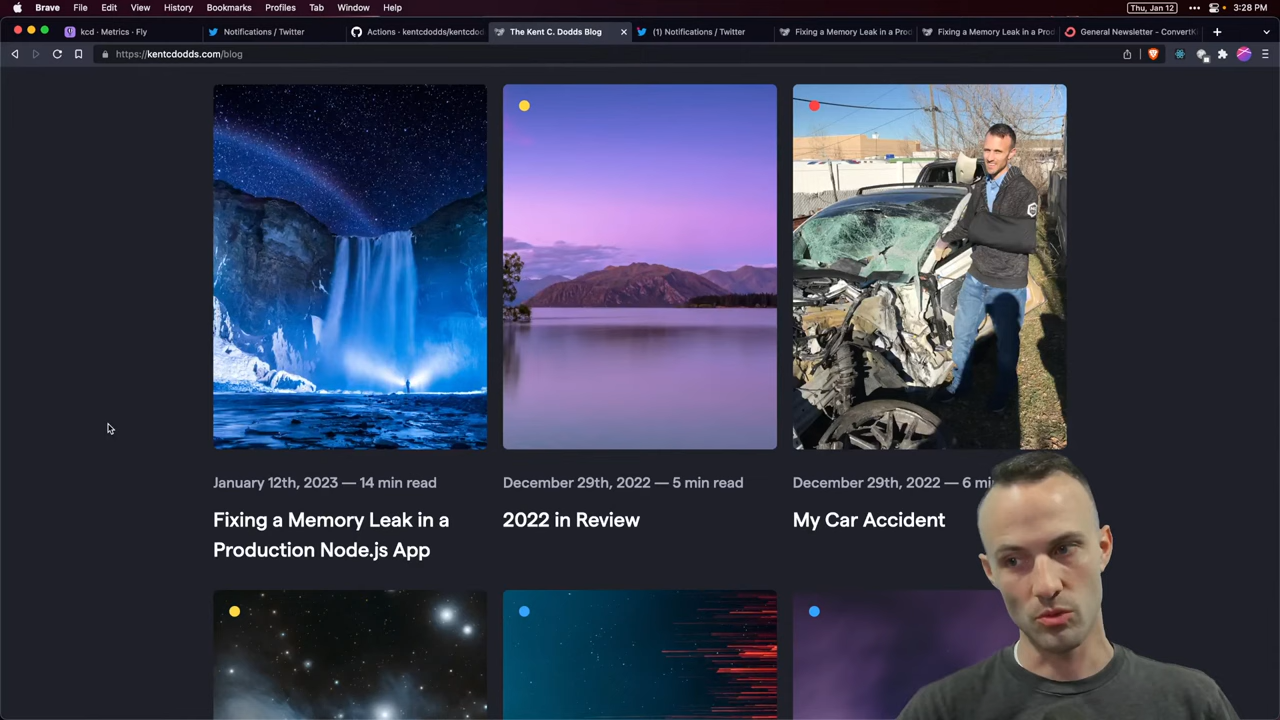 Brave File Edit View History Bookmarks Profiles Tab Window Help Thu, Jan 12 3:28 PM
kcd · Metrics · Fly Notifications / Twitter Actions · kentcdodds/kentcdod The Kent C. Dodds Blog (1) Notifications / Twitter Fixing a Memory Leak in a Prod Fixing a Memory Leak in a Prod General Newsletter - ConvertKi
https://kentcdodds.com/blog
January 12th, 2023 — 14 min read
Fixing a Memory Leak in a
Production Node.js App
December 29th, 2022 — 5 min read
2022 in Review
December 29th, 2022 — 6 mi
My Car Accident